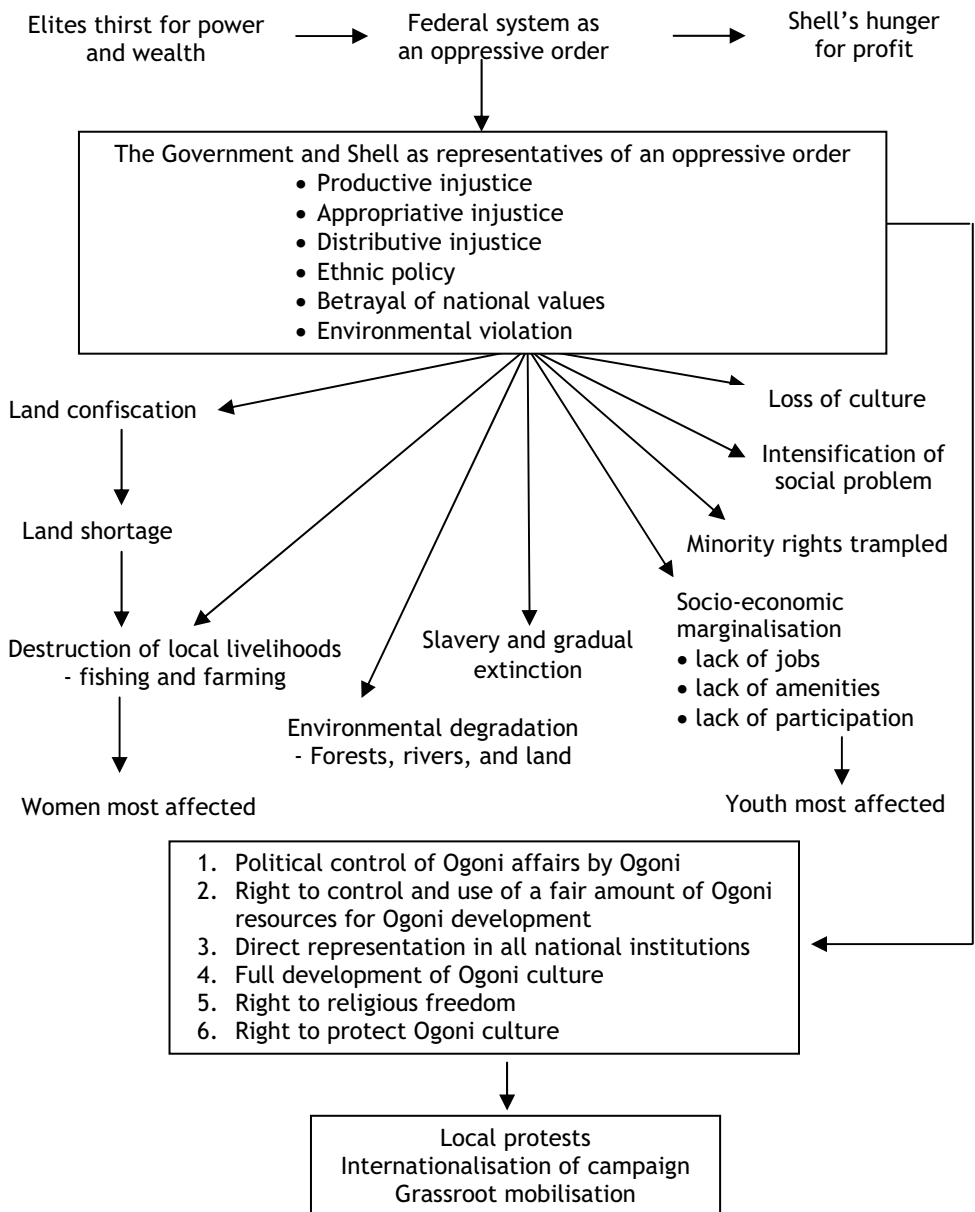 Elites thirst for power
and wealth
Federal system as
an oppressive order
Shell’s hunger
for profit
The Government and Shell as representatives of an oppressive order
• Productive injustice
• Appropriative injustice
• Distributive injustice
• Ethnic policy
• Betrayal of national values
• Environmental violation
Land confiscation
Loss of culture
Intensification of
social problem
Land shortage
Minority rights trampled
Destruction of local livelihoods
- fishing and farming
Slavery and gradual
extinction
Socio-economic
marginalisation
• lack of jobs
• lack of amenities
• lack of participation
Environmental degradation
- Forests, rivers, and land
Women most affected
Youth most affected
1. Political control of Ogoni affairs by Ogoni
2. Right to control and use of a fair amount of Ogoni
resources for Ogoni development
3. Direct representation in all national institutions
4. Full development of Ogoni culture
5. Right to religious freedom
6. Right to protect Ogoni culture
Local protests
Internationalisation of campaign
Grassroot mobilisation